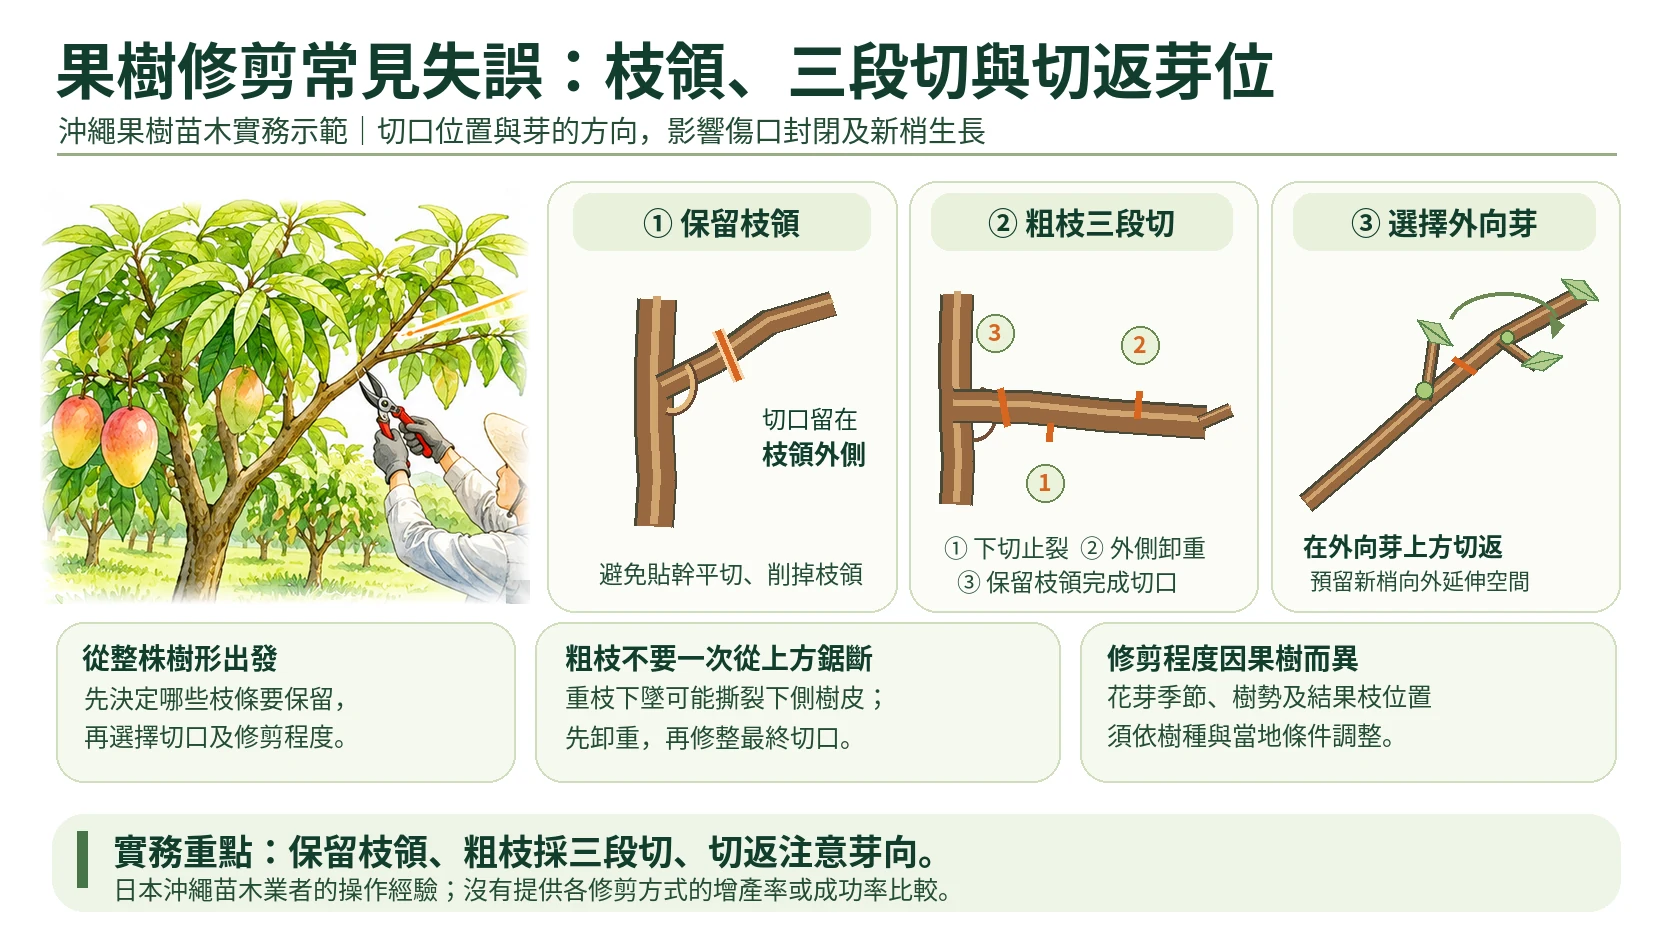 果樹修剪常見失誤：枝領、三段切與切返芽位
沖繩果樹苗木實務示範｜切口位置與芽的方向，影響傷口封閉及新梢生長
① 保留枝領
切口留在
枝領外側
避免貼幹平切、削掉枝領
② 粗枝三段切
3
2
1
① 下切止裂 ② 外側卸重
③ 保留枝領完成切口
③ 選擇外向芽
在外向芽上方切返
預留新梢向外延伸空間
從整株樹形出發
先決定哪些枝條要保留，
再選擇切口及修剪程度。
粗枝不要一次從上方鋸斷
重枝下墜可能撕裂下側樹皮；
先卸重，再修整最終切口。
修剪程度因果樹而異
花芽季節、樹勢及結果枝位置
須依樹種與當地條件調整。
實務重點：保留枝領、粗枝採三段切、切返注意芽向。
日本沖繩苗木業者的操作經驗；沒有提供各修剪方式的增產率或成功率比較。